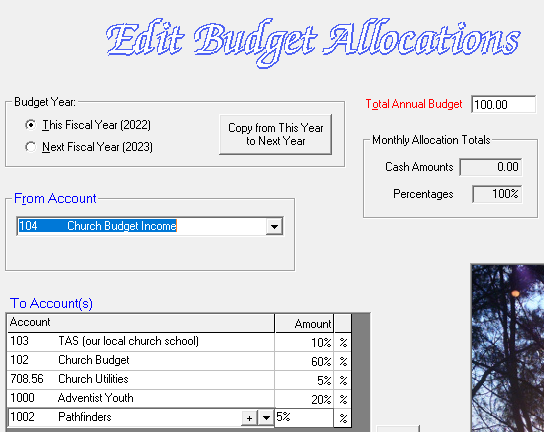 Edit Budget Allocations
Budget Year:
This Fiscal Year (2022)
Next Fiscal Year (2023)
Copy from This Year
to Next Year
Total Annual Budget 100.00
Monthly Allocation Totals
Cash Amounts 0.00
Percentages 100%
From Account
104 Church Budget Income
To Account(s)
Account Amount
103 TAS (our local church school) 10% %
102 Church Budget 60% %
708.56 Church Utilities 5% %
1000 Adventist Youth 20% %
1002 Pathfinders + 5% %